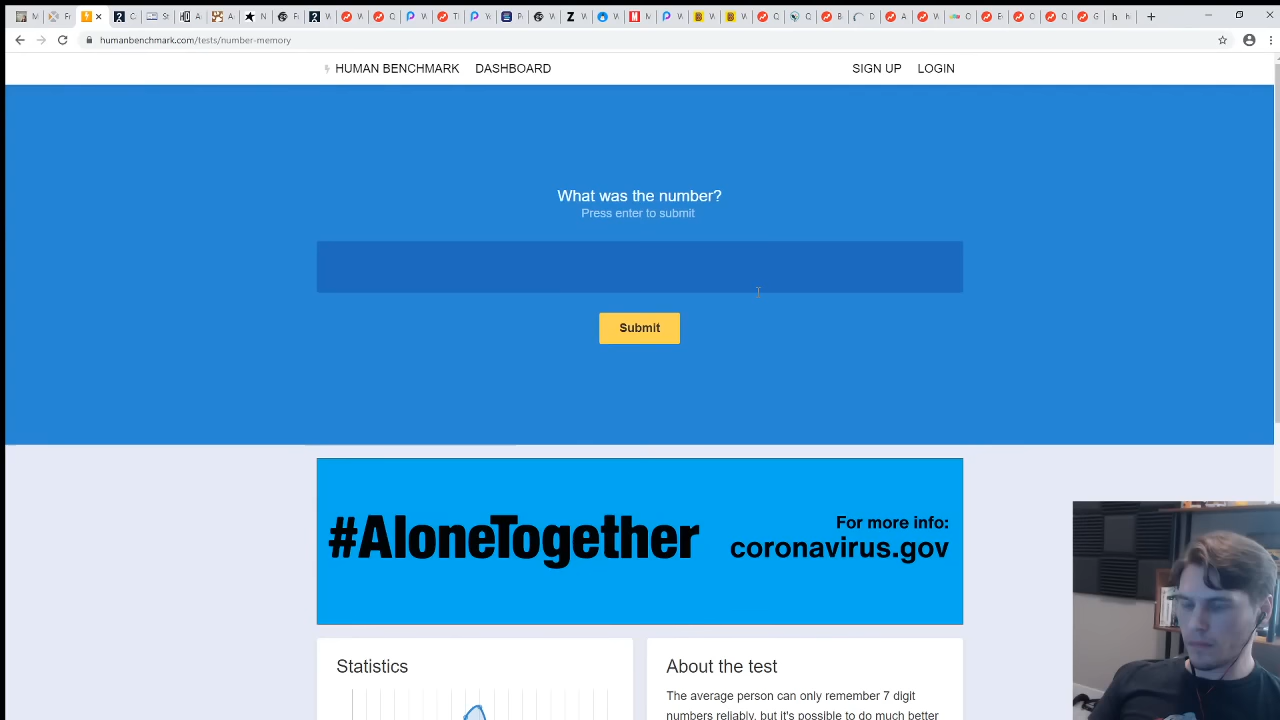 humanbenchmark.com/tests/number-memory
HUMAN BENCHMARK DASHBOARD SIGN UP LOGIN
What was the number?
Press enter to submit
Submit
#AloneTogether
For more info:
coronavirus.gov
Statistics
About the test
The average person can only remember 7 digit
numbers reliably, but it's possible to do much better